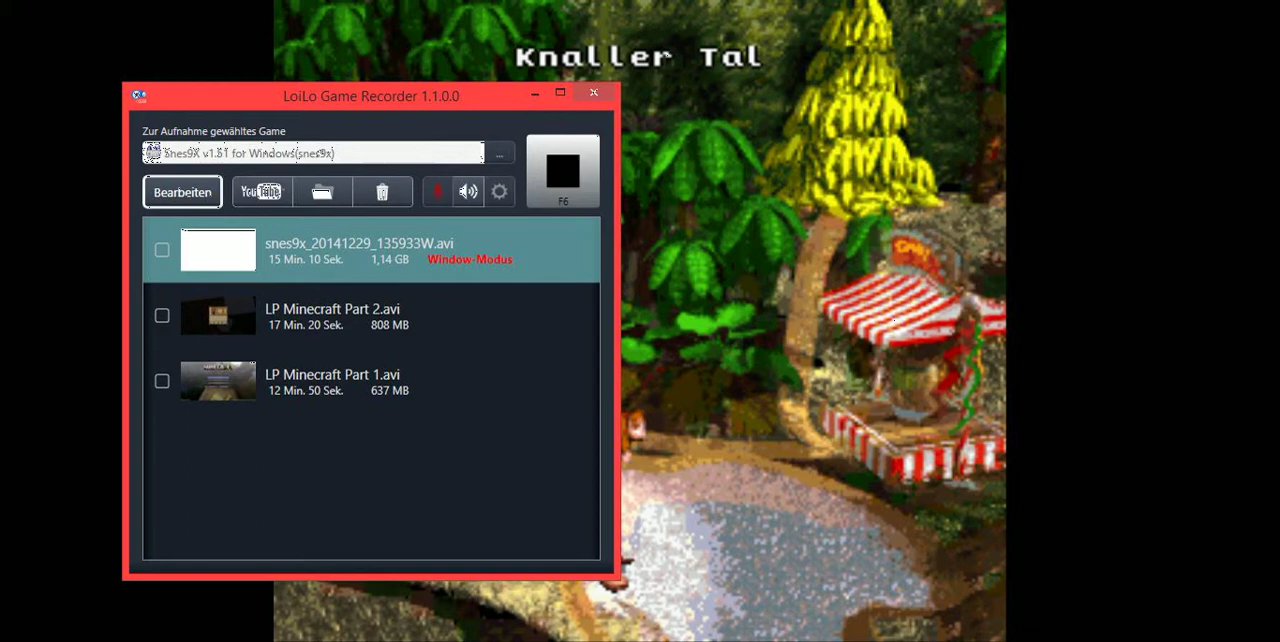 Knaller Tal
LoiLo Game Recorder 1.1.0.0
Zur Aufnahme gewähltes Game
Snes9X v1.51 for Windows(snes9x)
...
Bearbeiten
YouTube
F6
snes9x_20141229_135933W.avi
15 Min. 10 Sek. 1,14 GB Window-Modus
LP Minecraft Part 2.avi
17 Min. 20 Sek. 808 MB
LP Minecraft Part 1.avi
12 Min. 50 Sek. 637 MB